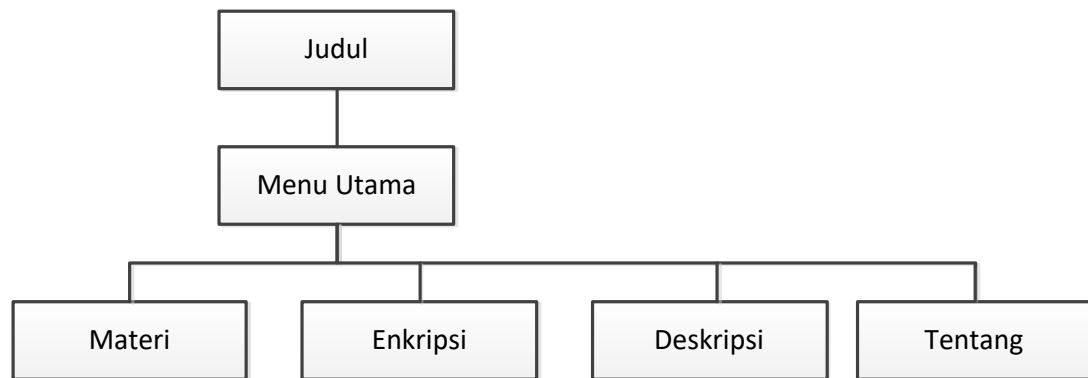 Judul
Menu Utama
Materi
Enkripsi
Deskripsi
Tentang